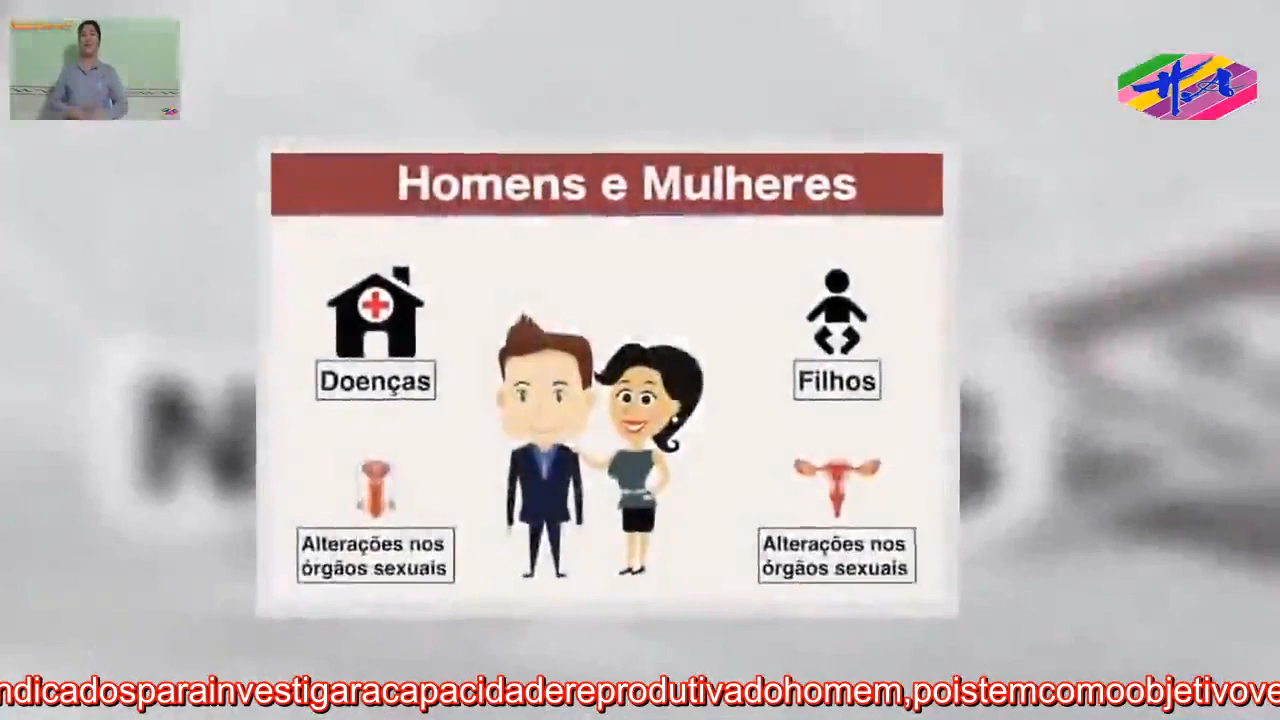 H.A
Homens e Mulheres
Doenças
Filhos
Alterações nos
órgãos sexuais
Alterações nos
órgãos sexuais
ndicadosparainvestigaracapacidadereprodutivadohomem,poistemcomoobjetivove